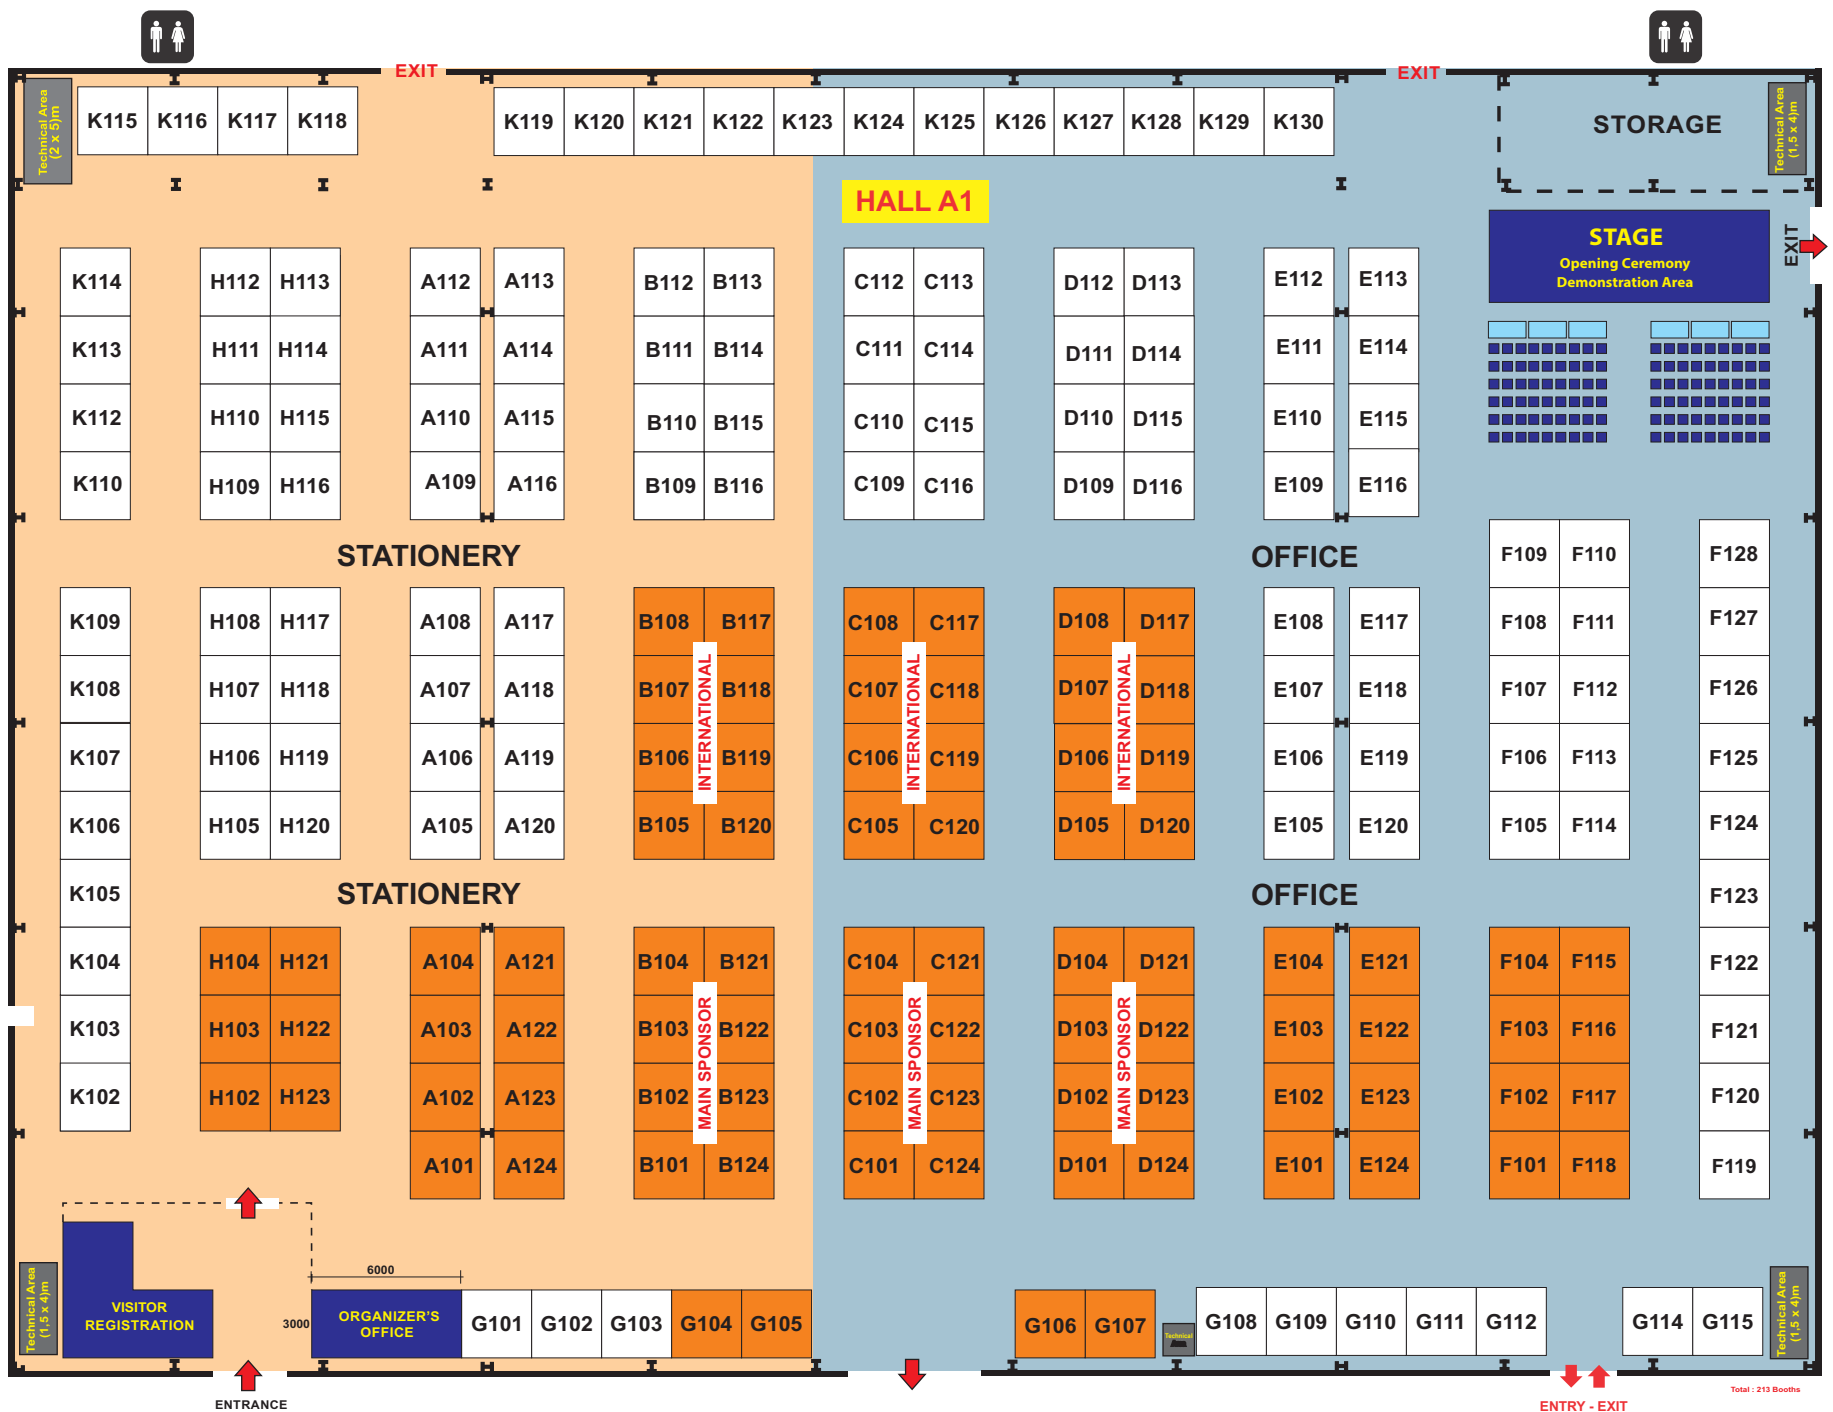 EXIT
EXIT
Technical Area
(2 x 5)m
K115 K116 K117 K118
K119 K120 K121 K122 K123 K124 K125 K126 K127 K128 K129 K130
STORAGE
Technical Area
(1,5 x 4)m
HALL A1
STAGE
Opening Ceremony
Demonstration Area
EXIT
K114 H112 H113 A112 A113 B112 B113 C112 C113 D112 D113 E112 E113
K113 H111 H114 A111 A114 B111 B114 C111 C114 D111 D114 E111 E114
K112 H110 H115 A110 A115 B110 B115 C110 C115 D110 D115 E110 E115
K110 H109 H116 A109 A116 B109 B116 C109 C116 D109 D116 E109 E116
STATIONERY OFFICE
F109 F110 F128
K109 H108 H117 A108 A117 B108 B117 C108 C117 D108 D117 E108 E117 F108 F111 F127
K108 H107 H118 A107 A118 B107 B118 C107 C118 D107 D118 E107 E118 F107 F112 F126
INTERNATIONAL INTERNATIONAL INTERNATIONAL
K107 H106 H119 A106 A119 B106 B119 C106 C119 D106 D119 E106 E119 F106 F113 F125
K106 H105 H120 A105 A120 B105 B120 C105 C120 D105 D120 E105 E120 F105 F114 F124
K105 STATIONERY OFFICE F123
K104 H104 H121 A104 A121 B104 B121 C104 C121 D104 D121 E104 E121 F104 F115 F122
K103 H103 H122 A103 A122 B103 B122 C103 C122 D103 D122 E103 E122 F103 F116 F121
MAIN SPONSOR MAIN SPONSOR MAIN SPONSOR
K102 H102 H123 A102 A123 B102 B123 C102 C123 D102 D123 E102 E123 F102 F117 F120
A101 A124 B101 B124 C101 C124 D101 D124 E101 E124 F101 F118 F119
Technical Area
(1,5 x 4)m
VISITOR
REGISTRATION
6000
3000
ORGANIZER'S
OFFICE
G101 G102 G103 G104 G105
G106 G107
Technical
G108 G109 G110 G111 G112
G114 G115
Technical Area
(1,5 x 4)m
ENTRANCE
ENTRY - EXIT
Total : 213 Booths